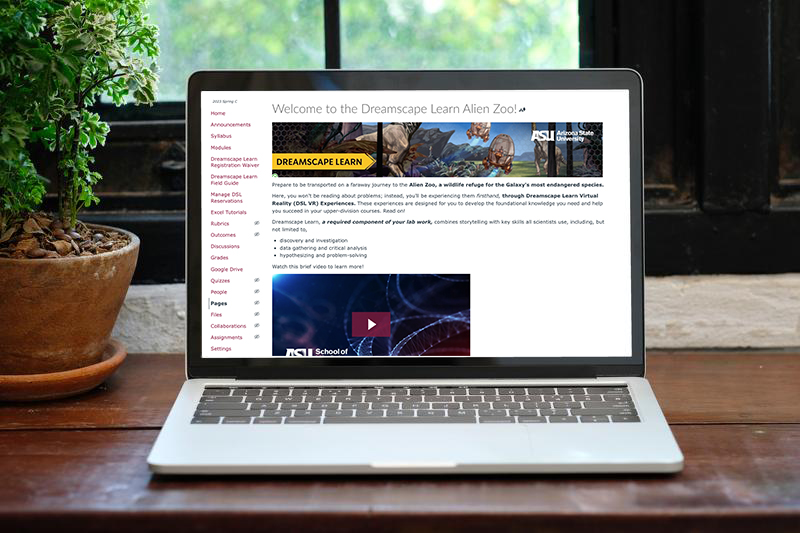 2023 Spring C
Home
Announcements
Syllabus
Modules
Dreamscape Learn
Registration Waiver
Dreamscape Learn
Field Guide
Manage DSL
Reservations
Excel Tutorials
Rubrics
Outcomes
Discussions
Grades
Google Drive
Quizzes
People
Pages
Files
Collaborations
Assignments
Settings
Welcome to the Dreamscape Learn Alien Zoo!
DREAMSCAPE LEARN
ASU Arizona State
University
Prepare to be transported on a faraway journey to the Alien Zoo, a wildlife refuge for the Galaxy's most endangered species.
Here, you won't be reading about problems; instead, you'll be experiencing them firsthand, through Dreamscape Learn Virtual
Reality (DSL VR) Experiences. These experiences are designed for you to develop the foundational knowledge you need and help
you succeed in your upper-division courses. Read on!
Dreamscape Learn, a required component of your lab work, combines storytelling with key skills all scientists use, including, but
not limited to,
• discovery and investigation
• data gathering and critical analysis
• hypothesizing and problem-solving
Watch this brief video to learn more!
ASU School of